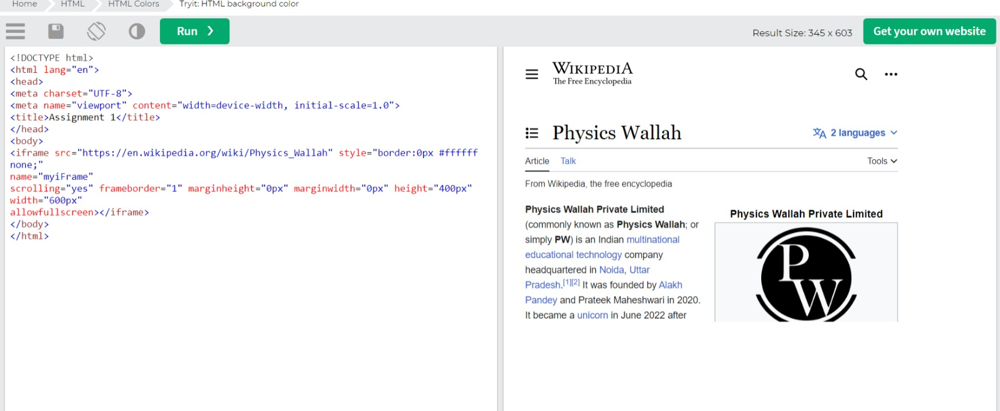 Home HTML HTML Colors Tryit: HTML background color
Run ❯ Result Size: 345 x 603 Get your own website
<!DOCTYPE html>
<html lang="en">
<head>
<meta charset="UTF-8">
<meta name="viewport" content="width=device-width, initial-scale=1.0">
<title>Assignment 1</title>
</head>
<body>
<iframe src="https://en.wikipedia.org/wiki/Physics_Wallah" style="border:0px #ffffff
none;"
name="myiFrame"
scrolling="yes" frameborder="1" marginheight="0px" marginwidth="0px" height="400px"
width="600px"
allowfullscreen></iframe>
</body>
</html>
WIKIPEDIA
The Free Encyclopedia
Physics Wallah 2 languages
Article Talk Tools
From Wikipedia, the free encyclopedia
Physics Wallah Private Limited
(commonly known as Physics Wallah; or
simply PW) is an Indian multinational
educational technology company
headquartered in Noida, Uttar
Pradesh.[1][2] It was founded by Alakh
Pandey and Prateek Maheshwari in 2020.
It became a unicorn in June 2022 after
Physics Wallah Private Limited
PW